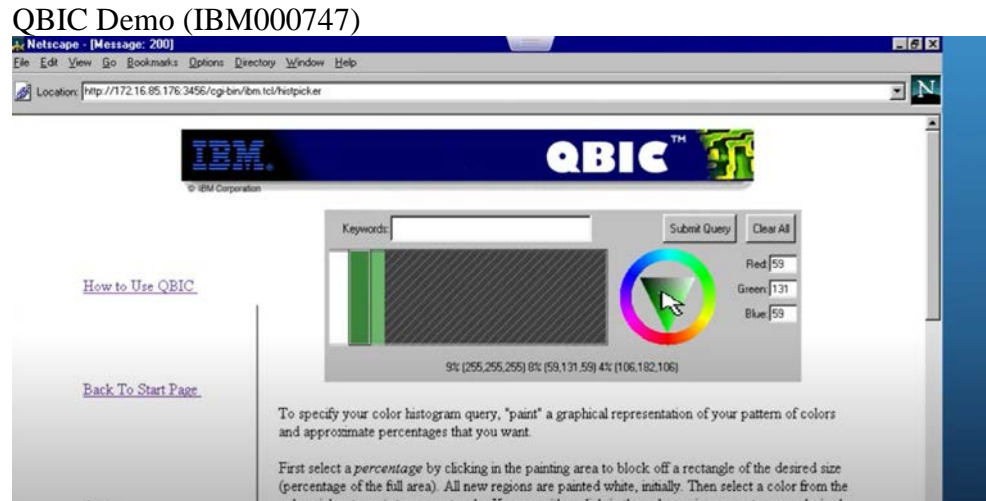 QBIC Demo (IBM000747)
Netscape - [Message: 200]
File Edit View Go Bookmarks Options Directory Window Help
Location: http://172.16.85.176:3456/cgi-bin/ibm.tcl/histpicker
N
IBM. QBIC™
© IBM Corporation
Keywords: Submit Query Clear All
Red: 59
Green: 131
Blue: 59
9% (255,255,255) 8% (59,131,59) 4% (106,182,106)
How to Use QBIC
Back To Start Page
To specify your color histogram query, "paint" a graphical representation of your pattern of colors
and approximate percentages that you want.
First select a percentage by clicking in the painting area to block off a rectangle of the desired size
(percentage of the full area). All new regions are painted white, initially. Then select a color from the